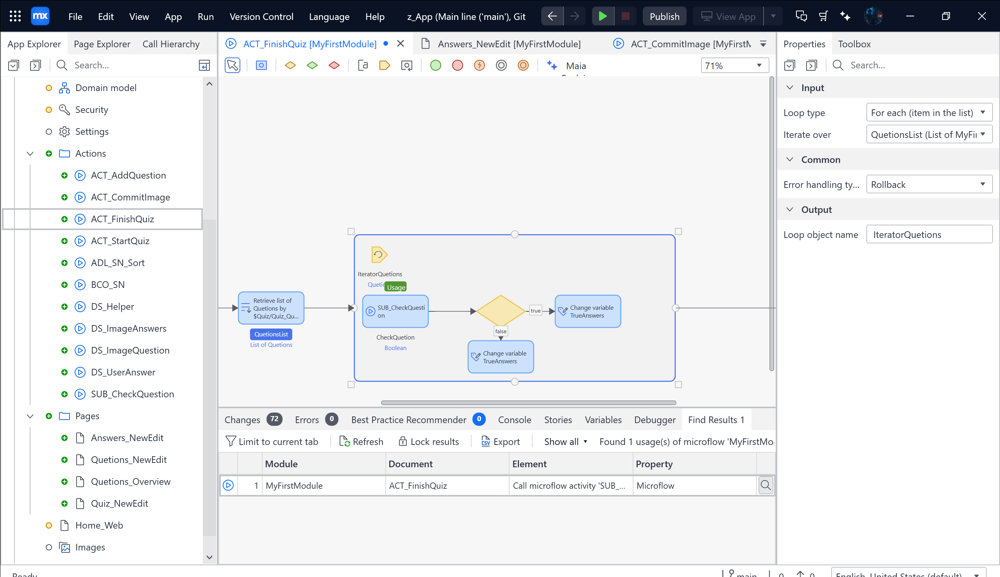 mx File Edit View App Run Version Control Language Help z_App (Main line ('main'), Git Publish View App
App Explorer Page Explorer Call Hierarchy
Search...
Domain model
Security
Settings
Actions
ACT_AddQuestion
ACT_CommitImage
ACT_FinishQuiz
ACT_StartQuiz
ADL_SN_Sort
BCO_SN
DS_Helper
DS_ImageAnswers
DS_ImageQuestion
DS_UserAnswer
SUB_CheckQuestion
Pages
Answers_NewEdit
Quetions_NewEdit
Quetions_Overview
Quiz_NewEdit
Home_Web
Images
ACT_FinishQuiz [MyFirstModule] Answers_NewEdit [MyFirstModule] ACT_CommitImage [MyFirstM
Maia
71%
IteratorQuetions
Quetic
Usage
Retrieve list of
Quetions by
$Quiz/Quiz_Qu...
QuetionsList
List of Quetions
SUB_CheckQuesti
on
CheckQuetion
Boolean
true
false
Change variable
TrueAnswers
Change variable
TrueAnswers
Changes 72 Errors 0 Best Practice Recommender 0 Console Stories Variables Debugger Find Results 1
Limit to current tab Refresh Lock results CSV Export Show all Found 1 usage(s) of microflow 'MyFirstMo
Module Document Element Property
1 MyFirstModule ACT_FinishQuiz Call microflow activity 'SUB_... Microflow
Properties Toolbox
Search...
Input
Loop type For each (item in the list)
Iterate over QuetionsList (List of MyFi
Common
Error handling ty... Rollback
Output
Loop object name IteratorQuetions
Ready main 0 0 English, United States (default)